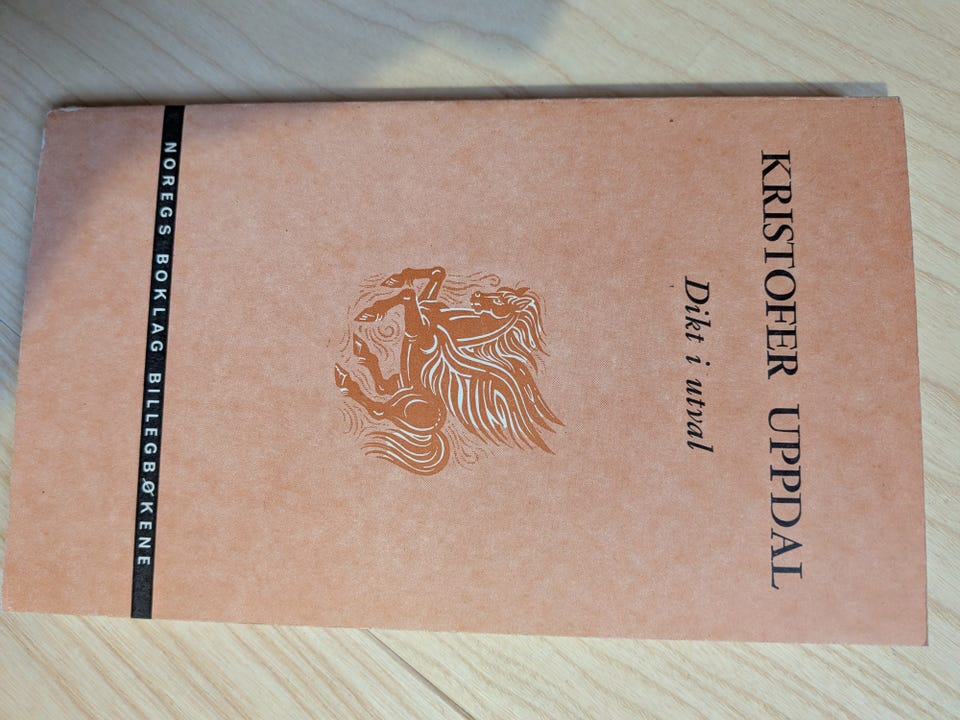 KRISTOFER UPPDAL
Dikt i utval
NOREGS BOKLAG BILLEGBØKENE